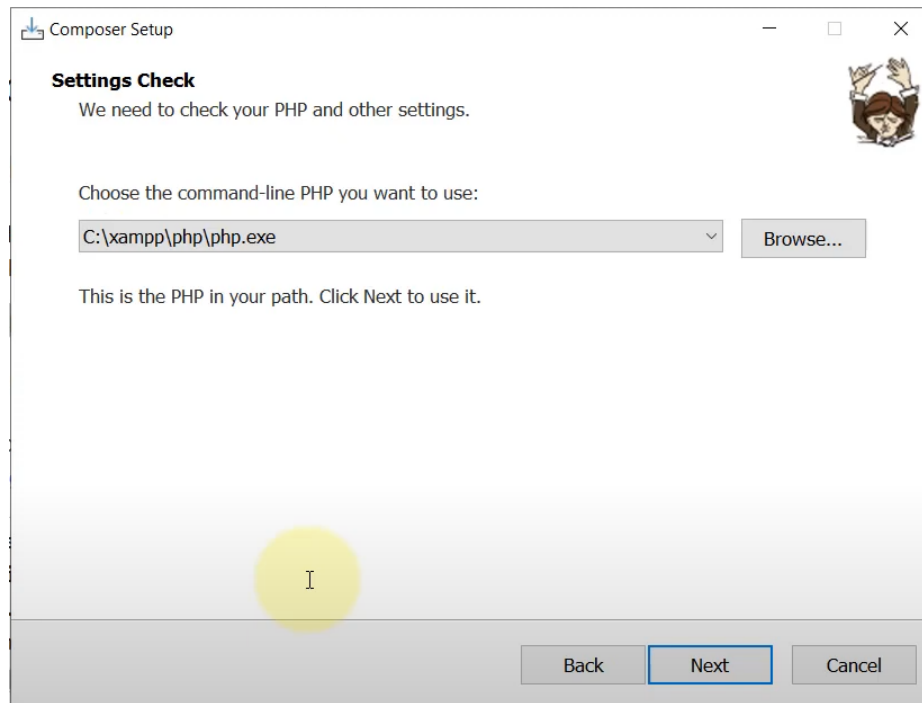 Composer Setup
Settings Check
We need to check your PHP and other settings.
Choose the command-line PHP you want to use:
C:\xampp\php\php.exe
Browse...
This is the PHP in your path. Click Next to use it.
Back
Next
Cancel